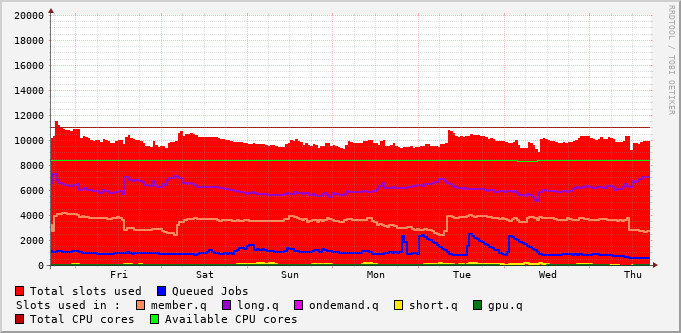 RRDTOOL / TOBI OETIKER
20000
18000
16000
14000
12000
10000
8000
6000
4000
2000
0
Fri Sat Sun Mon Tue Wed Thu
Total slots used Queued Jobs
Slots used in : member.q long.q ondemand.q short.q gpu.q
Total CPU cores Available CPU cores